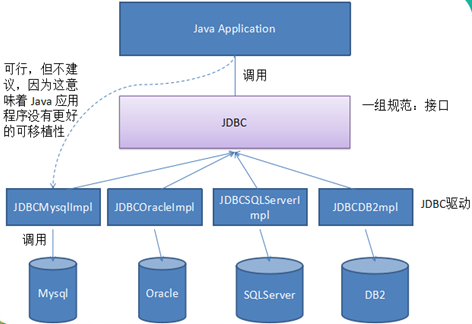 Java Application
可行，但不建
议，因为这意
味着 Java 应用
程序没有更好
的可移植性
调用
JDBC
一组规范：接口
JDBCMysqlImpl
JDBCOracleImpl
JDBCSQLServerI
mpl
JDBCDB2mpl
JDBC驱动
调用
Mysql
Oracle
SQLServer
DB2